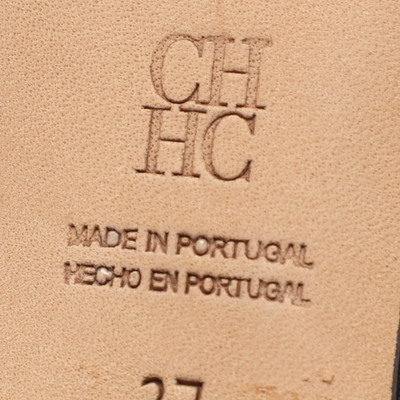 CH
HC
MADE IN PORTUGAL
HECHO EN PORTUGAL
37